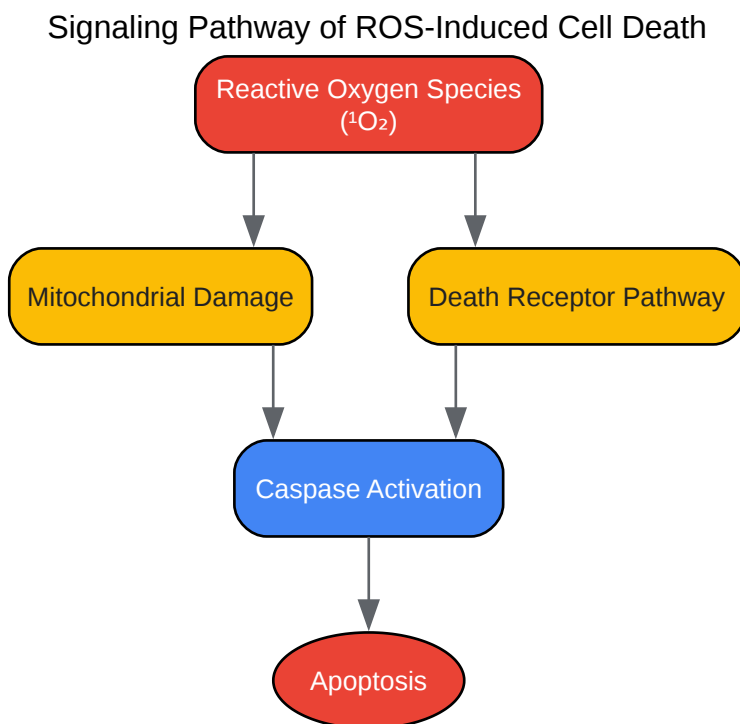 Signaling Pathway of ROS-Induced Cell Death
Reactive Oxygen Species
(¹O₂)
Mitochondrial Damage
Death Receptor Pathway
Caspase Activation
Apoptosis